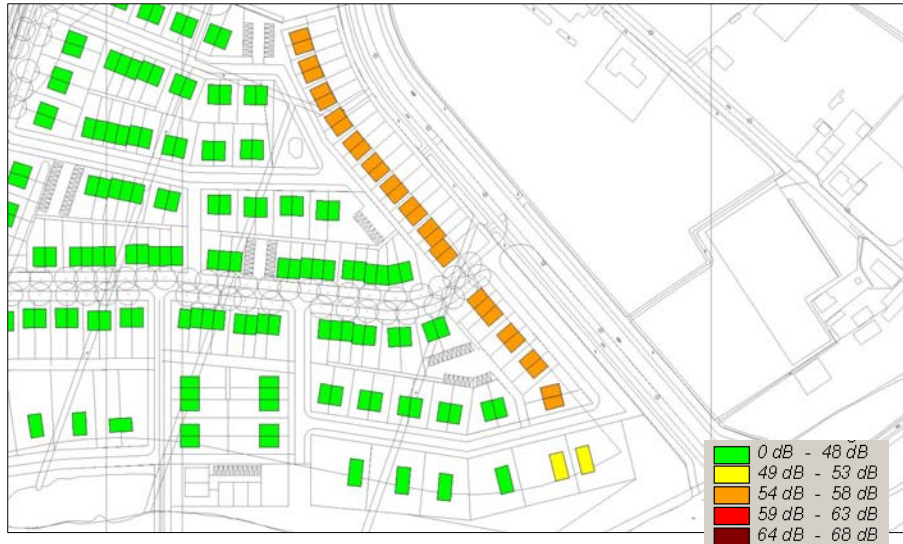 0 dB - 48 dB
49 dB - 53 dB
54 dB - 58 dB
59 dB - 63 dB
64 dB - 68 dB